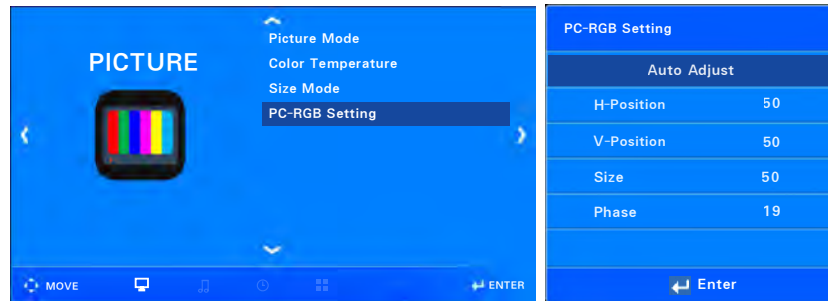 PICTURE
Picture Mode
Color Temperature
Size Mode
PC-RGB Setting
MOVE
ENTER
PC-RGB Setting
Auto Adjust
H-Position 50
V-Position 50
Size 50
Phase 19
Enter